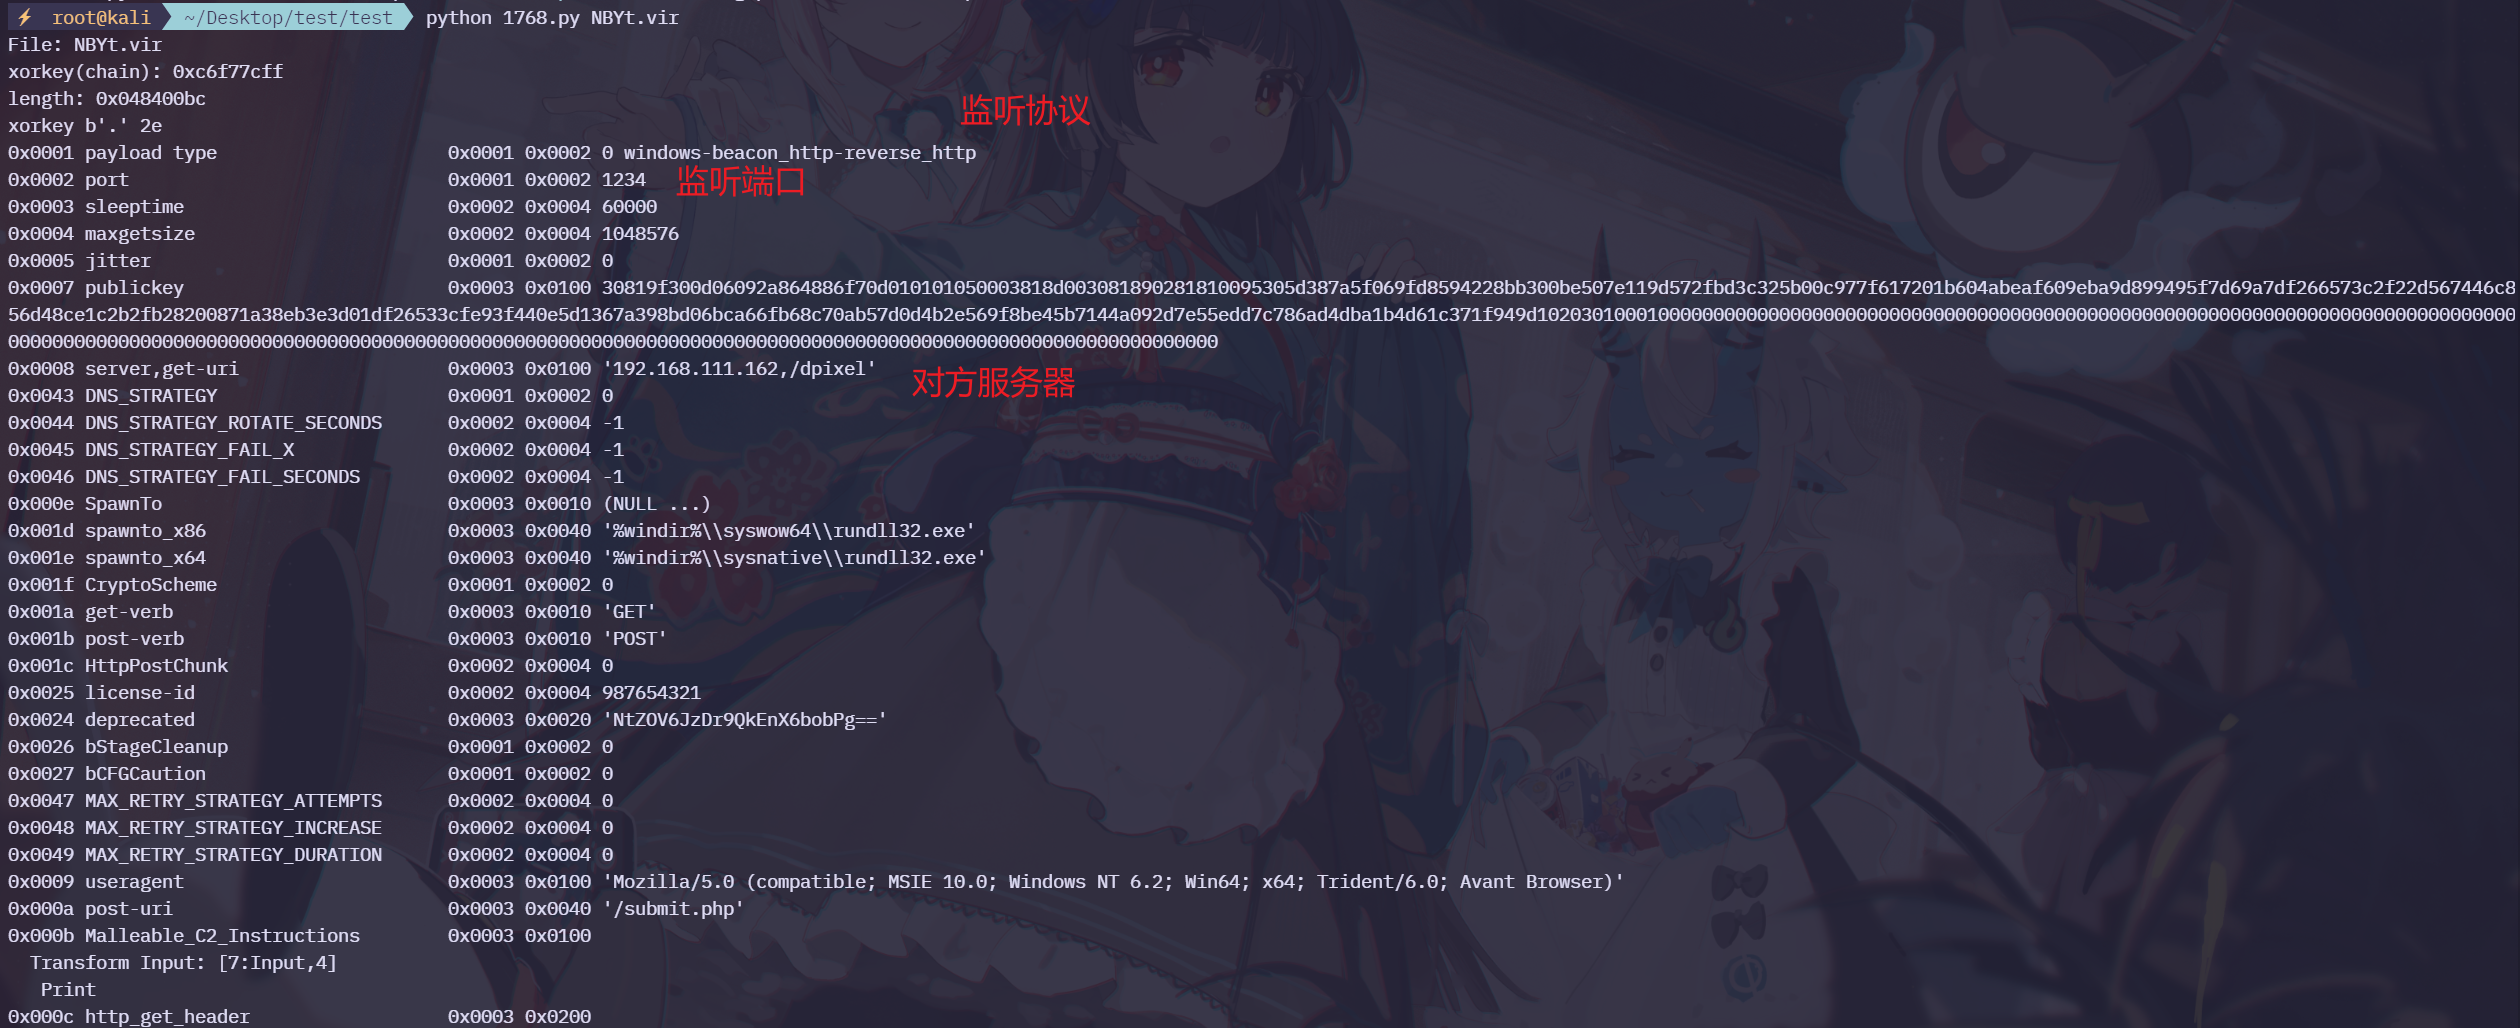 ⚡ root@kali ~/Desktop/test/test python 1768.py NBYt.vir
File: NBYt.vir
xorkey(chain): 0xc6f77cff
length: 0x048400bc
监听协议
xorkey b'.' 2e
0x0001 payload type 0x0001 0x0002 0 windows-beacon_http-reverse_http
0x0002 port 0x0001 0x0002 1234 监听端口
0x0003 sleeptime 0x0002 0x0004 60000
0x0004 maxgetsize 0x0002 0x0004 1048576
0x0005 jitter 0x0001 0x0002 0
0x0007 publickey 0x0003 0x0100 30819f300d06092a864886f70d010101050003818d003081890281810095305d387a5f069fd8594228bb300be507e119d572fbd3c325b00c977f617201b604abeaf609eba9d899495f7d69a7df266573c2f22d567446c8
0x0008 server,get-uri 0x0003 0x0100 '192.168.111.162,/dpixel' 对方服务器
0x0043 DNS_STRATEGY 0x0001 0x0002 0
0x0044 DNS_STRATEGY_ROTATE_SECONDS 0x0002 0x0004 -1
0x0045 DNS_STRATEGY_FAIL_X 0x0002 0x0004 -1
0x0046 DNS_STRATEGY_FAIL_SECONDS 0x0002 0x0004 -1
0x000e SpawnTo 0x0003 0x0010 (NULL ...)
0x001d spawnto_x86 0x0003 0x0040 '%windir%\\syswow64\\rundll32.exe'
0x001e spawnto_x64 0x0003 0x0040 '%windir%\\sysnative\\rundll32.exe'
0x001f CryptoScheme 0x0001 0x0002 0
0x001a get-verb 0x0003 0x0010 'GET'
0x001b post-verb 0x0003 0x0010 'POST'
0x001c HttpPostChunk 0x0002 0x0004 0
0x0025 license-id 0x0002 0x0004 987654321
0x0024 deprecated 0x0003 0x0020 'NtZOV6JzDr9QkEnX6bobPg=='
0x0026 bStageCleanup 0x0001 0x0002 0
0x0027 bCFGCaution 0x0001 0x0002 0
0x0047 MAX_RETRY_STRATEGY_ATTEMPTS 0x0002 0x0004 0
0x0048 MAX_RETRY_STRATEGY_INCREASE 0x0002 0x0004 0
0x0049 MAX_RETRY_STRATEGY_DURATION 0x0002 0x0004 0
0x0009 useragent 0x0003 0x0100 'Mozilla/5.0 (compatible; MSIE 10.0; Windows NT 6.2; Win64; x64; Trident/6.0; Avant Browser)'
0x000a post-uri 0x0003 0x0040 '/submit.php'
0x000b Malleable_C2_Instructions 0x0003 0x0100
Transform Input: [7:Input,4]
Print
0x000c http_get_header 0x0003 0x0200